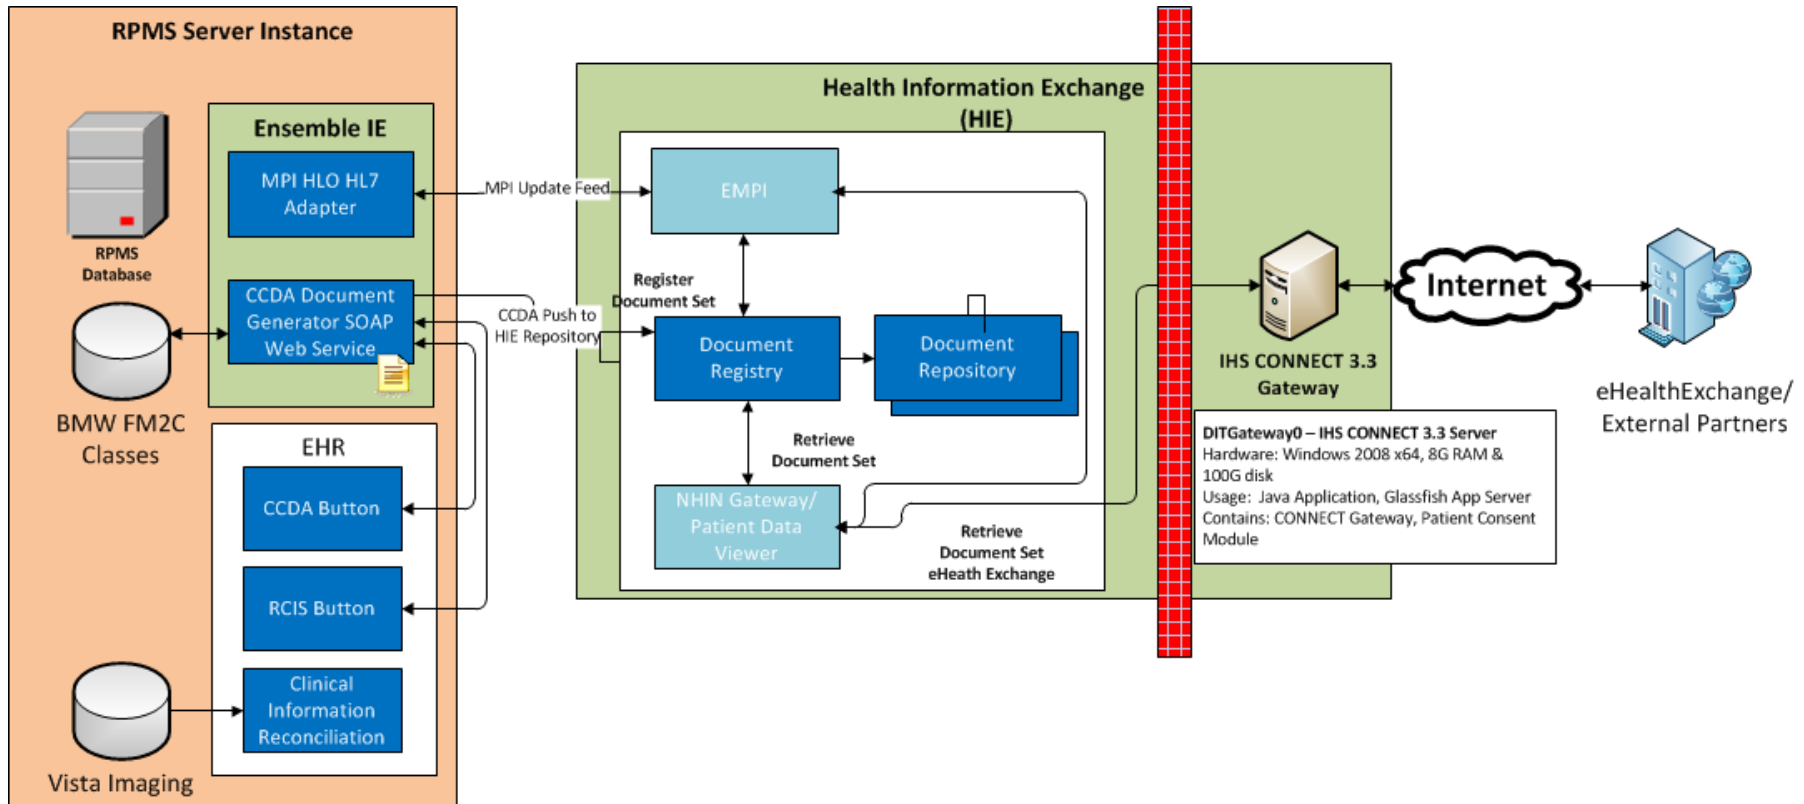 RPMS Server Instance
Ensemble IE
MPI HLO HL7
Adapter
RPMS
Database
CCDA Document
Generator SOAP
Web Service
BMW FM2C
Classes
EHR
CCDA Button
RCIS Button
Clinical
Information
Reconciliation
Vista Imaging
MPI Update Feed
CCDA Push to
HIE Repository
Health Information Exchange
(HIE)
EMPI
Register
Document Set
Document
Registry
Document
Repository
Retrieve
Document Set
NHIN Gateway/
Patient Data
Viewer
Retrieve
Document Set
eHeath Exchange
IHS CONNECT 3.3
Gateway
DITGateway0 – IHS CONNECT 3.3 Server
Hardware: Windows 2008 x64, 8G RAM &
100G disk
Usage: Java Application, Glassfish App Server
Contains: CONNECT Gateway, Patient Consent
Module
Internet
eHealthExchange/
External Partners